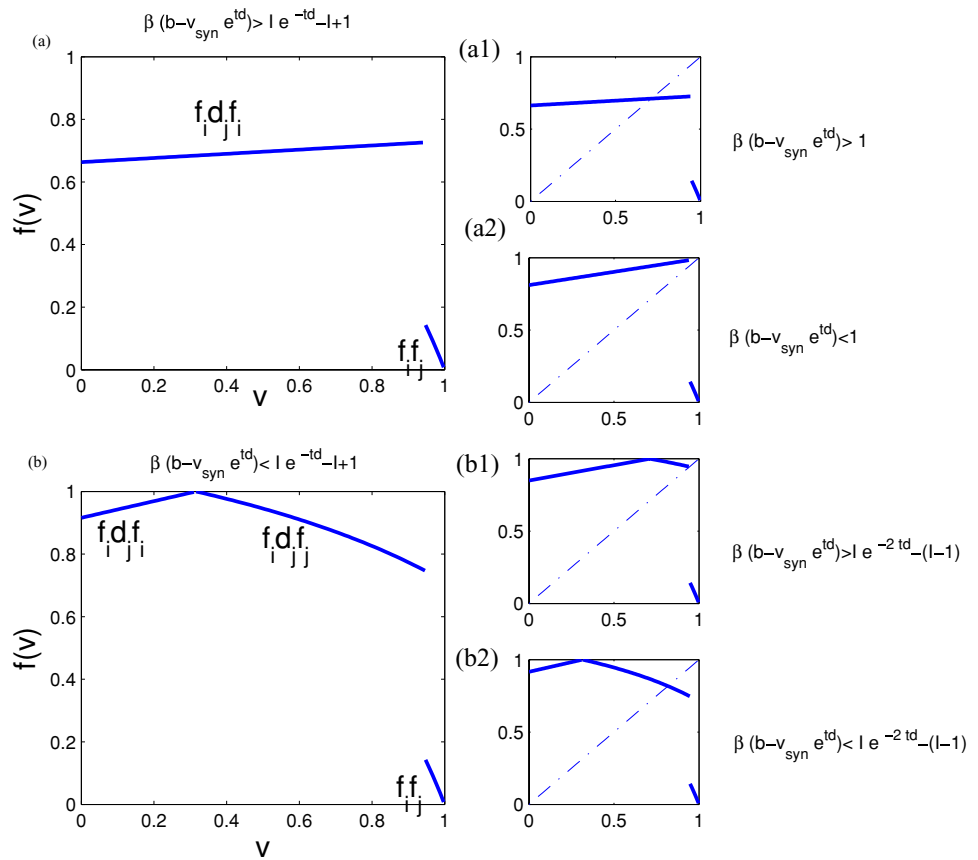 (a)
β (b−v_syn e^td)> I e^−td−I+1
f(v)
1
0.8
0.6
0.4
0.2
0
f_i d_j f_i
f_i f_j
0 0.2 0.4 0.6 0.8 1
v
(a1)
1
0.5
0
0 0.5 1
β (b−v_syn e^td)> 1
(a2)
1
0.5
0
0 0.5 1
β (b−v_syn e^td)<1
(b)
β (b−v_syn e^td)< I e^−td−I+1
f(v)
1
0.8
0.6
0.4
0.2
0
f_i d_j f_i
f_i d_j f_j
f_i f_j
0 0.2 0.4 0.6 0.8 1
v
(b1)
1
0.5
0
0 0.5 1
β (b−v_syn e^td)>I e^−2 td−(I−1)
(b2)
1
0.5
0
0 0.5 1
β (b−v_syn e^td)< I e^−2 td−(I−1)